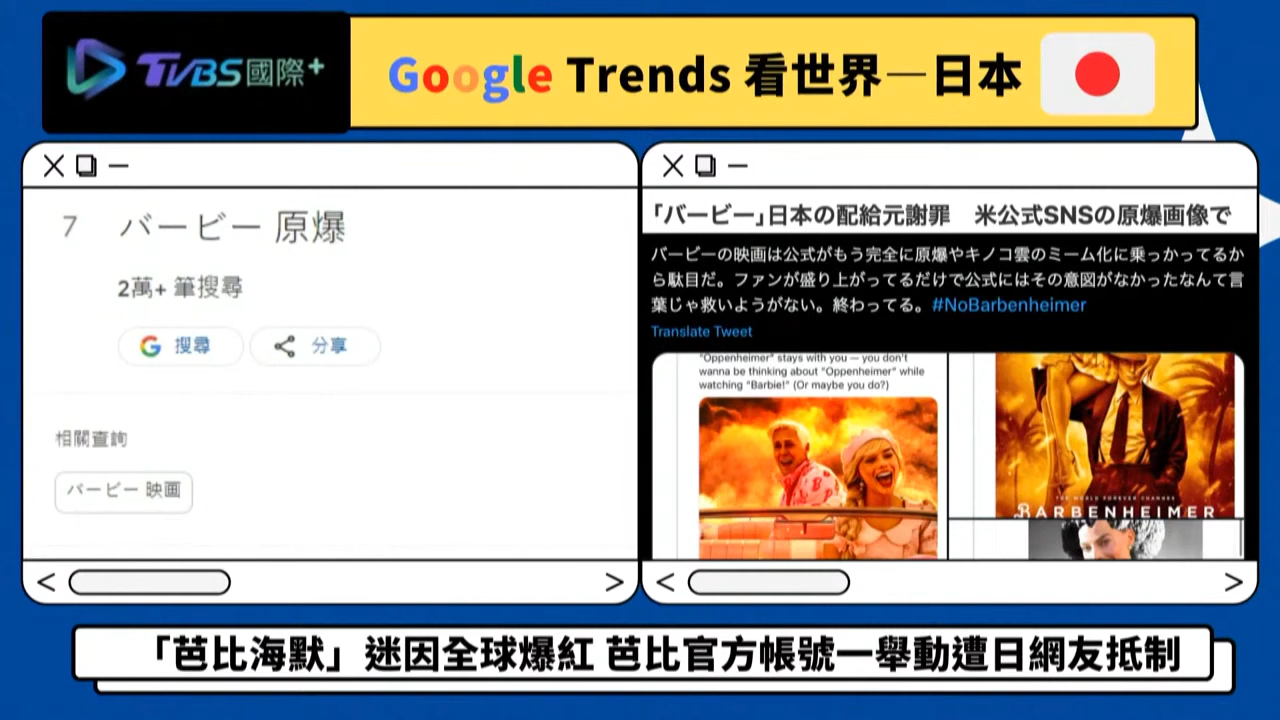 TVBS國際+
Google Trends 看世界—日本
7 バービー 原爆
2萬+ 筆搜尋
搜尋 分享
相關查詢
バービー 映画
「バービー」日本の配給元謝罪 米公式SNSの原爆画像で
バービーの映画は公式がもう完全に原爆やキノコ雲のミーム化に乗っかってるか
ら駄目だ。ファンが盛り上がってるだけで公式にはその意図がなかったなんて言
葉じゃ救いようがない。終わってる。#NoBarbenheimer
Translate Tweet
"Oppenheimer" stays with you — you don't
wanna be thinking about "Oppenheimer" while
watching "Barbie!" (Or maybe you do?)
THE WORLD FOREVER CHANGES
BARBENHEIMER
「芭比海默」迷因全球爆紅 芭比官方帳號一舉動遭日網友抵制